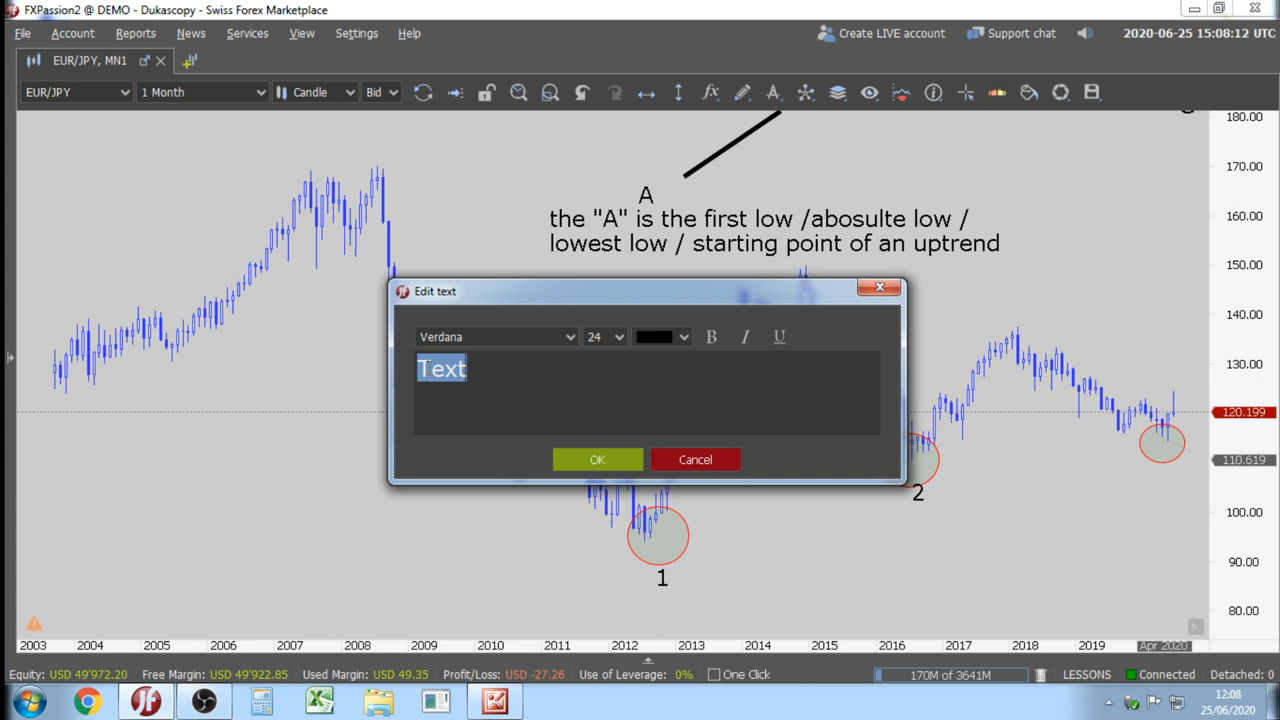 FXPassion2 @ DEMO - Dukascopy - Swiss Forex Marketplace
File Account Reports News Services View Settings Help
Create LIVE account Support chat 2020-06-25 15:08:12 UTC
EUR/JPY, MN1
EUR/JPY 1 Month Candle Bid
180.00
170.00
160.00
150.00
140.00
130.00
120.199
110.619
100.00
90.00
80.00
A
the "A" is the first low /abosulte low /
lowest low / starting point of an uptrend
Edit text
Verdana 24 B I U
Text
OK Cancel
2
1
2003 2004 2005 2006 2007 2008 2009 2010 2011 2012 2013 2014 2015 2016 2017 2018 2019 Apr 2020
Equity: USD 49'972.20 Free Margin: USD 49'922.85 Used Margin: USD 49.35 Profit/Loss: USD -27.26 Use of Leverage: 0% One Click 170M of 3641M LESSONS Connected Detached: 0
12:08
25/06/2020